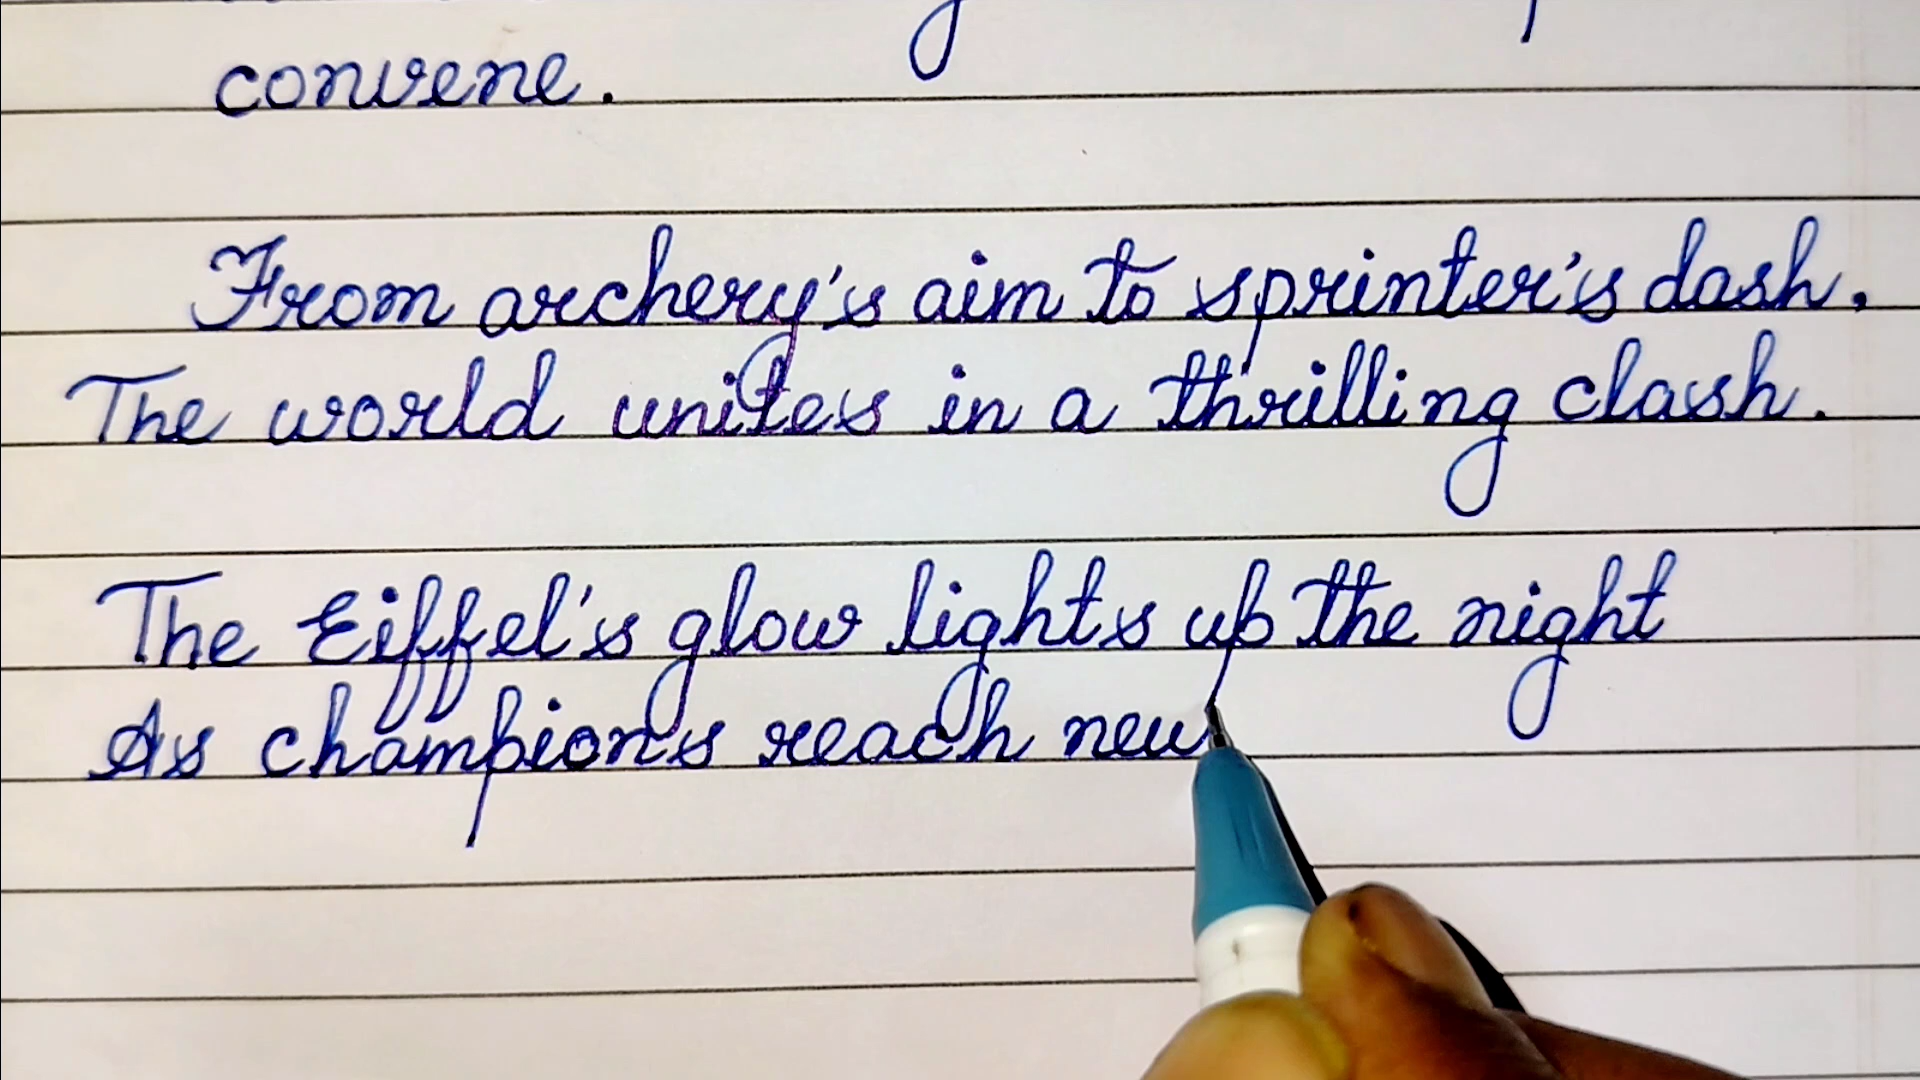 convene.
From archery's aim to sprinter's dash.
The world unites in a thrilling clash.
The Eiffel's glow lights up the night
As champions reach new